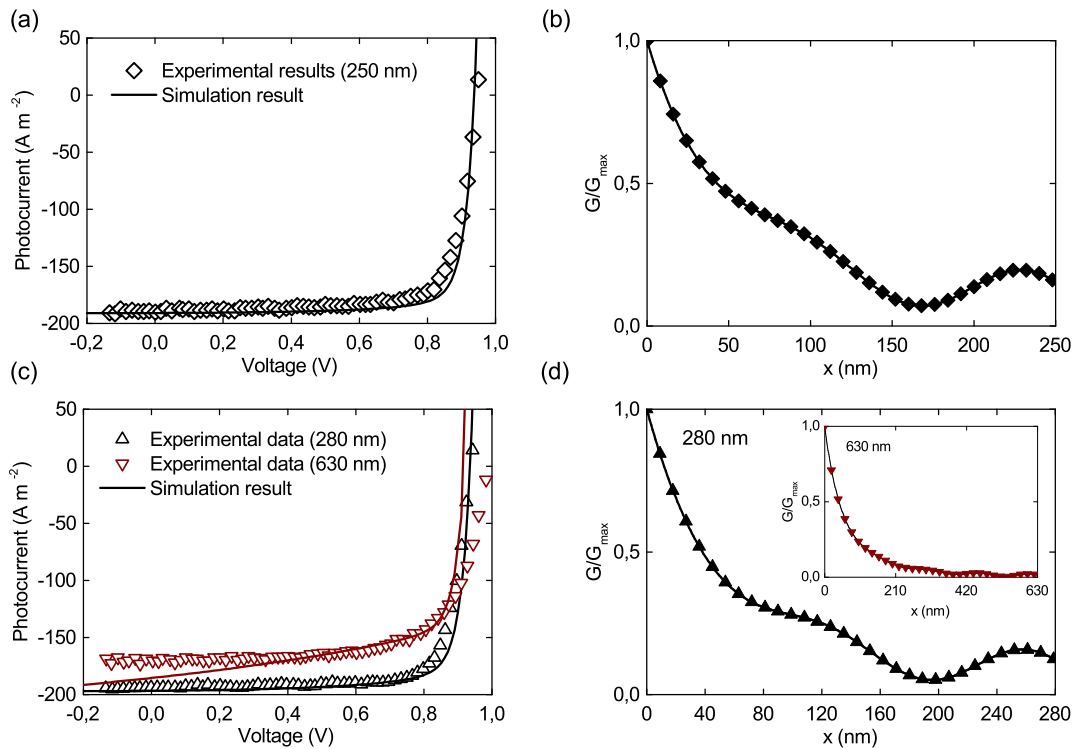 (a)
50
0
-50
-100
-150
-200
Photocurrent (A m⁻²)
Experimental results (250 nm)
Simulation result
-0,2 0,0 0,2 0,4 0,6 0,8 1,0
Voltage (V)
(b)
1,0
0,5
0,0
G/Gmax
0 50 100 150 200 250
x (nm)
(c)
50
0
-50
-100
-150
-200
Photocurrent (A m⁻²)
Experimental data (280 nm)
Experimental data (630 nm)
Simulation result
-0,2 0,0 0,2 0,4 0,6 0,8 1,0
Voltage (V)
(d)
1,0
0,5
0,0
G/Gmax
280 nm
0 40 80 120 160 200 240 280
x (nm)
1,0
0,5
0,0
G/Gmax
630 nm
0 210 420 630
x (nm)